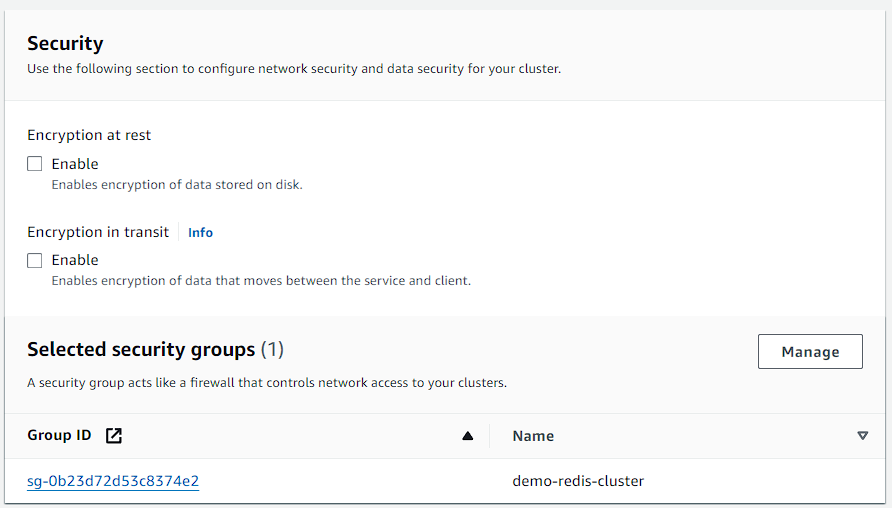 Security
Use the following section to configure network security and data security for your cluster.
Encryption at rest
Enable
Enables encryption of data stored on disk.
Encryption in transit Info
Enable
Enables encryption of data that moves between the service and client.
Selected security groups (1)
Manage
A security group acts like a firewall that controls network access to your clusters.
Group ID Name
sg-0b23d72d53c8374e2 demo-redis-cluster